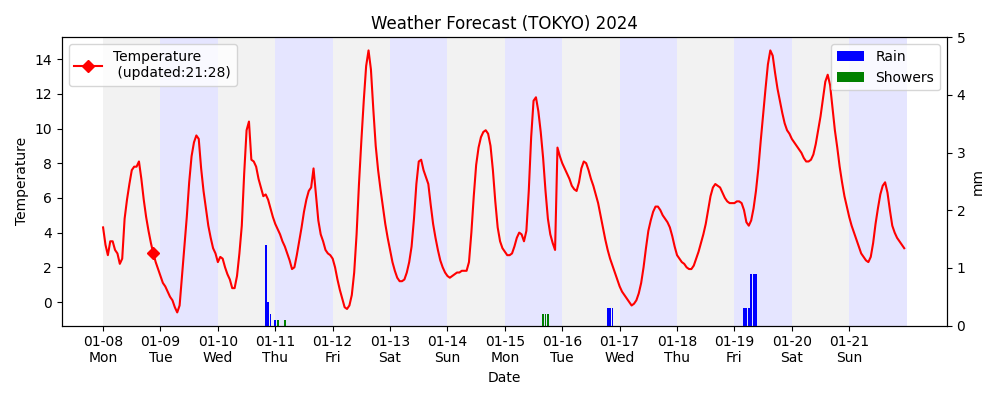 Weather Forecast (TOKYO) 2024
Temperature
(updated:21:28)
Rain
Showers
Temperature
14
12
10
8
6
4
2
0
5
4
3
2
1
0
mm
01-08 01-09 01-10 01-11 01-12 01-13 01-14 01-15 01-16 01-17 01-18 01-19 01-20 01-21
Mon Tue Wed Thu Fri Sat Sun Mon Tue Wed Thu Fri Sat Sun
Date